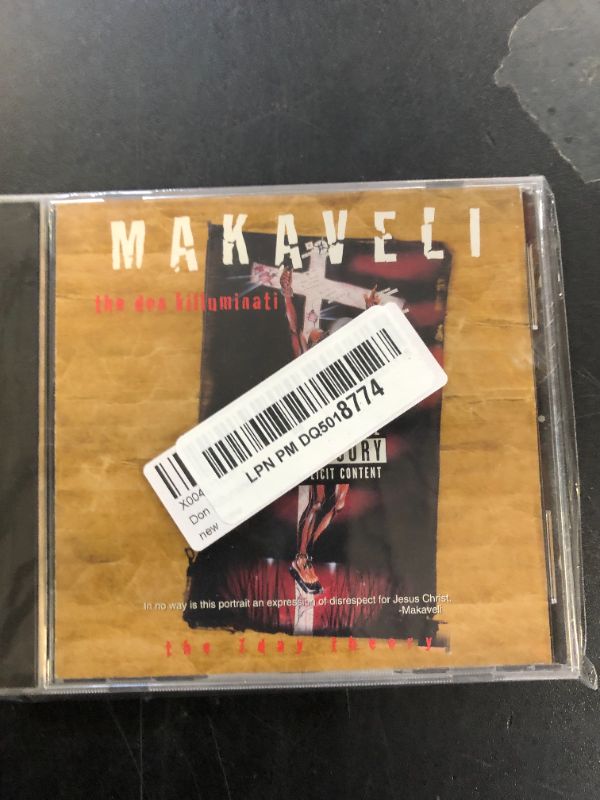 MAKAVELI
the don killuminati
LPN PM DQ5018774
X004
Don
new
LICIT CONTENT
In no way is this portrait an expression of disrespect for Jesus Christ.
-Makaveli
the 7day theory